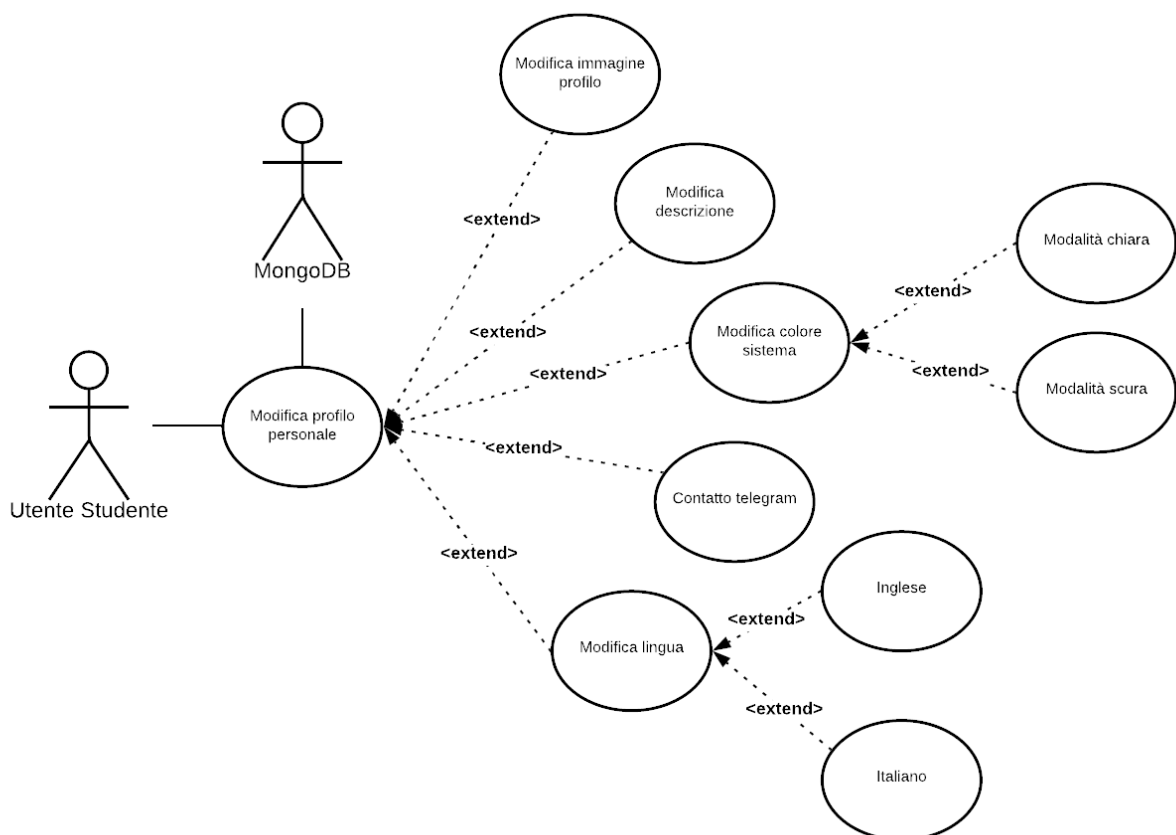 Modifica immagine
profilo
<extend>
MongoDB
Modifica
descrizione
<extend>
Modalità chiara
<extend>
Modifica colore
sistema
<extend>
<extend>
Modalità scura
Utente Studente
Modifica profilo
personale
<extend>
Contatto telegram
<extend>
Modifica lingua
<extend>
Inglese
<extend>
Italiano